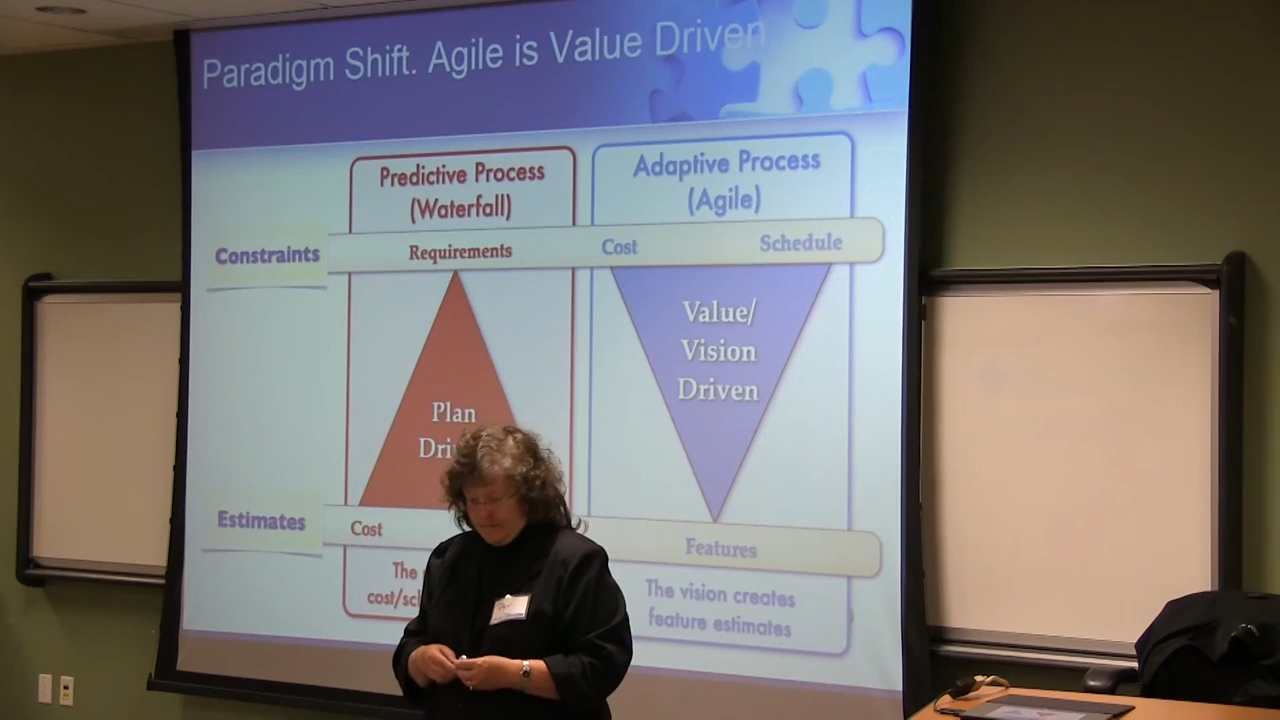 Paradigm Shift. Agile is Value Driven
Predictive Process
(Waterfall)
Adaptive Process
(Agile)
Constraints
Requirements
Cost
Schedule
Value/
Vision
Driven
Plan
Estimates
Cost
Features
The
The vision creates
feature estimates